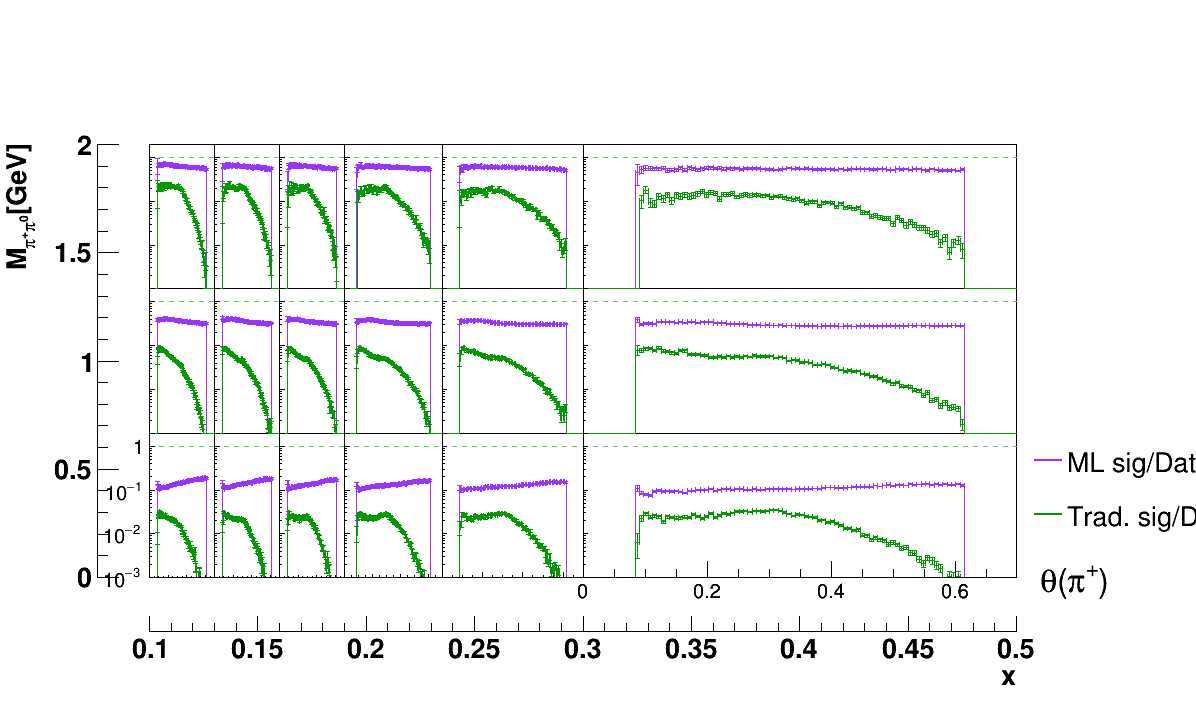 M_{π⁺π⁰}[GeV]
2
1.5
1
0.5
0
1
10⁻¹
10⁻²
10⁻³
ML sig/Dat
Trad. sig/D
0 0.2 0.4 0.6
θ(π⁺)
0.1 0.15 0.2 0.25 0.3 0.35 0.4 0.45 0.5
x